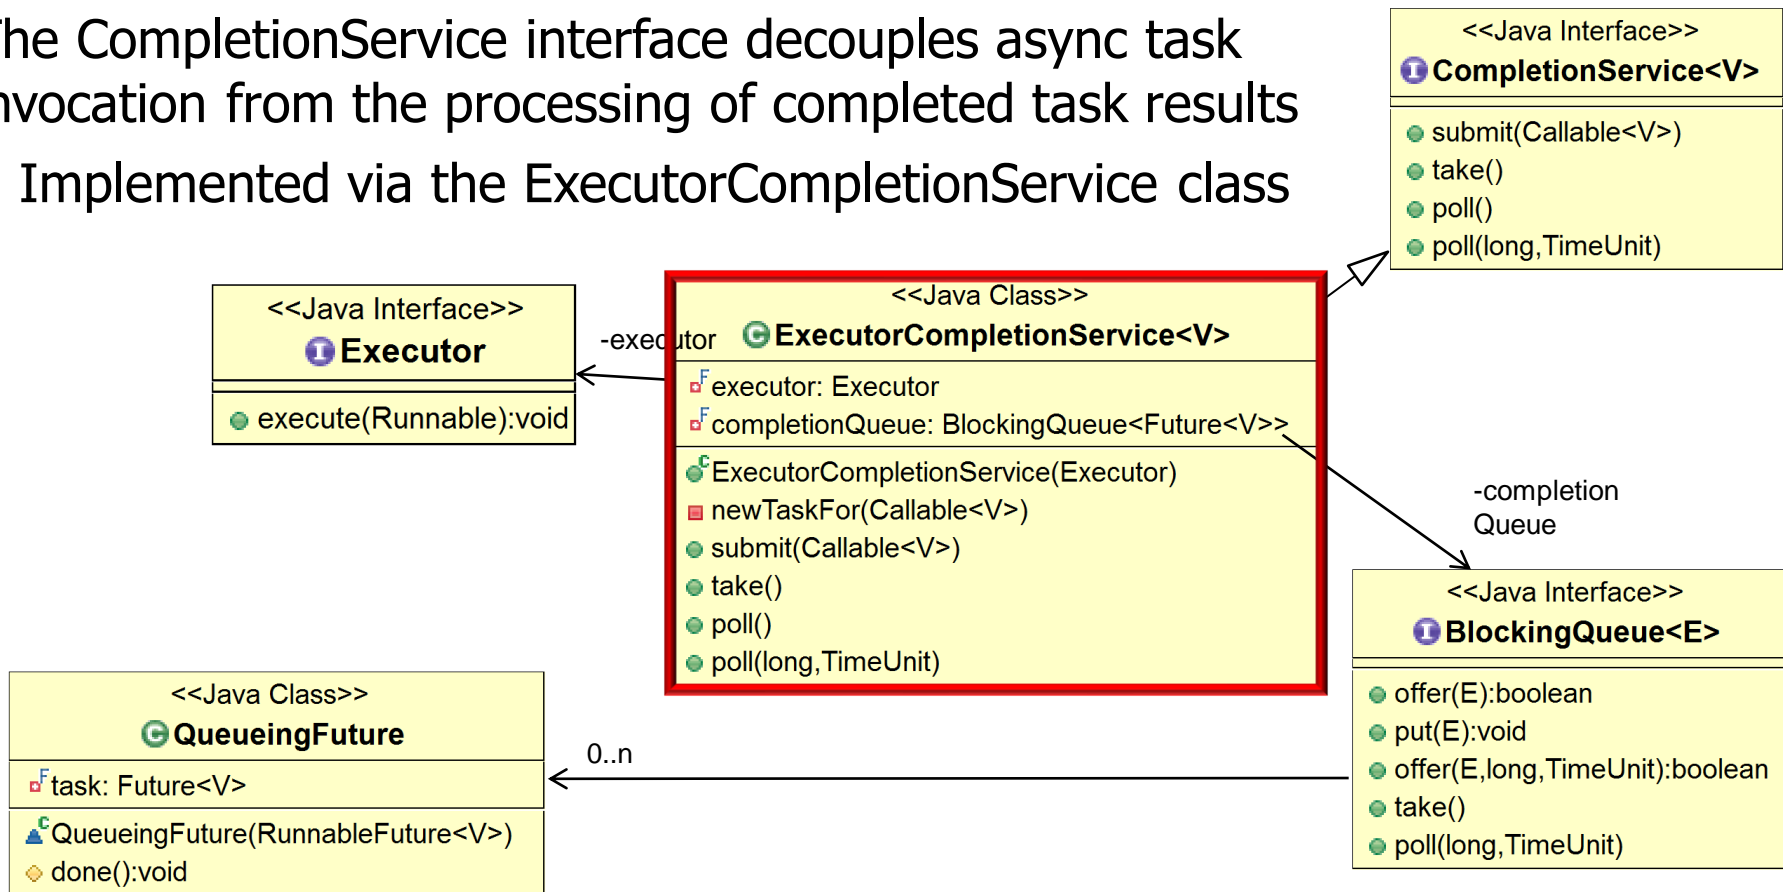 he CompletionService interface decouples async task
nvocation from the processing of completed task results
Implemented via the ExecutorCompletionService class
<<Java Interface>>
CompletionService<V>
submit(Callable<V>)
take()
poll()
poll(long,TimeUnit)
<<Java Interface>>
Executor
execute(Runnable):void
-executor
<<Java Class>>
ExecutorCompletionService<V>
executor: Executor
completionQueue: BlockingQueue<Future<V>>
ExecutorCompletionService(Executor)
newTaskFor(Callable<V>)
submit(Callable<V>)
take()
poll()
poll(long,TimeUnit)
-completion
Queue
<<Java Interface>>
BlockingQueue<E>
offer(E):boolean
put(E):void
offer(E,long,TimeUnit):boolean
take()
poll(long,TimeUnit)
<<Java Class>>
QueueingFuture
task: Future<V>
QueueingFuture(RunnableFuture<V>)
done():void
0..n